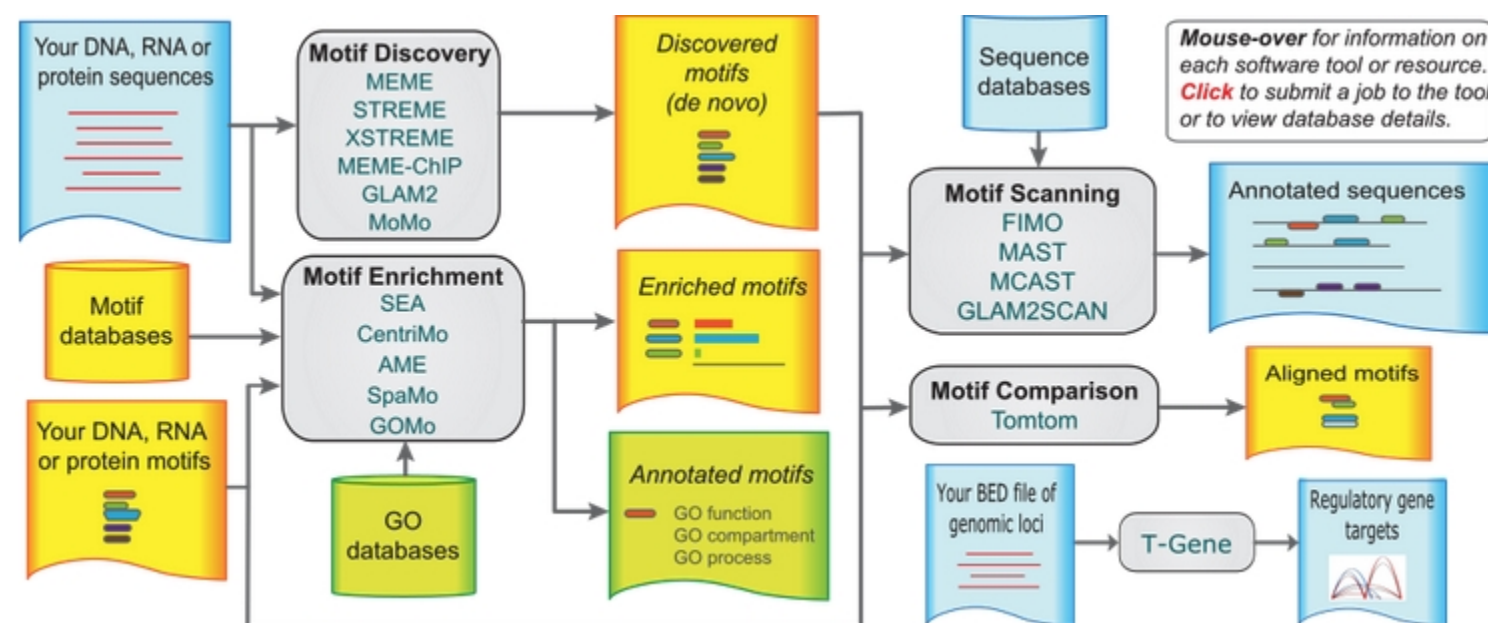 Your DNA, RNA or
protein sequences
Motif Discovery
MEME
STREME
XSTREME
MEME-ChIP
GLAM2
MoMo
Discovered
motifs
(de novo)
Sequence
databases
Mouse-over for information on
each software tool or resource.
Click to submit a job to the tool
or to view database details.
Motif Scanning
FIMO
MAST
MCAST
GLAM2SCAN
Annotated sequences
Motif
databases
Motif Enrichment
SEA
CentriMo
AME
SpaMo
GOMo
Enriched motifs
Motif Comparison
Tomtom
Aligned motifs
Your DNA, RNA
or protein motifs
GO
databases
Annotated motifs
GO function
GO compartment
GO process
Your BED file of
genomic loci
T-Gene
Regulatory gene
targets